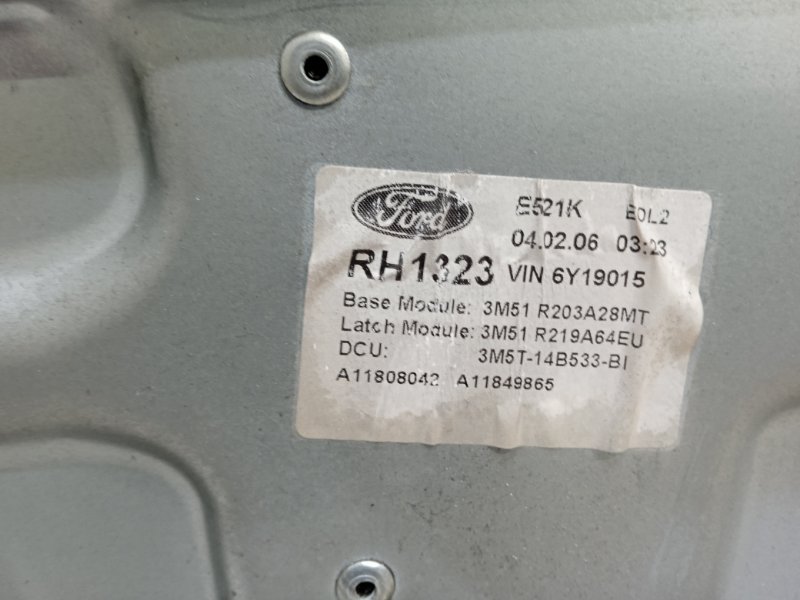 Ford E521K EOL2
04.02.06 03:23
RH1323 VIN 6Y19015
Base Module: 3M51 R203A28MT
Latch Module: 3M51 R219A64EU
DCU: 3M5T-14B533-BI
A11808042 A11849865